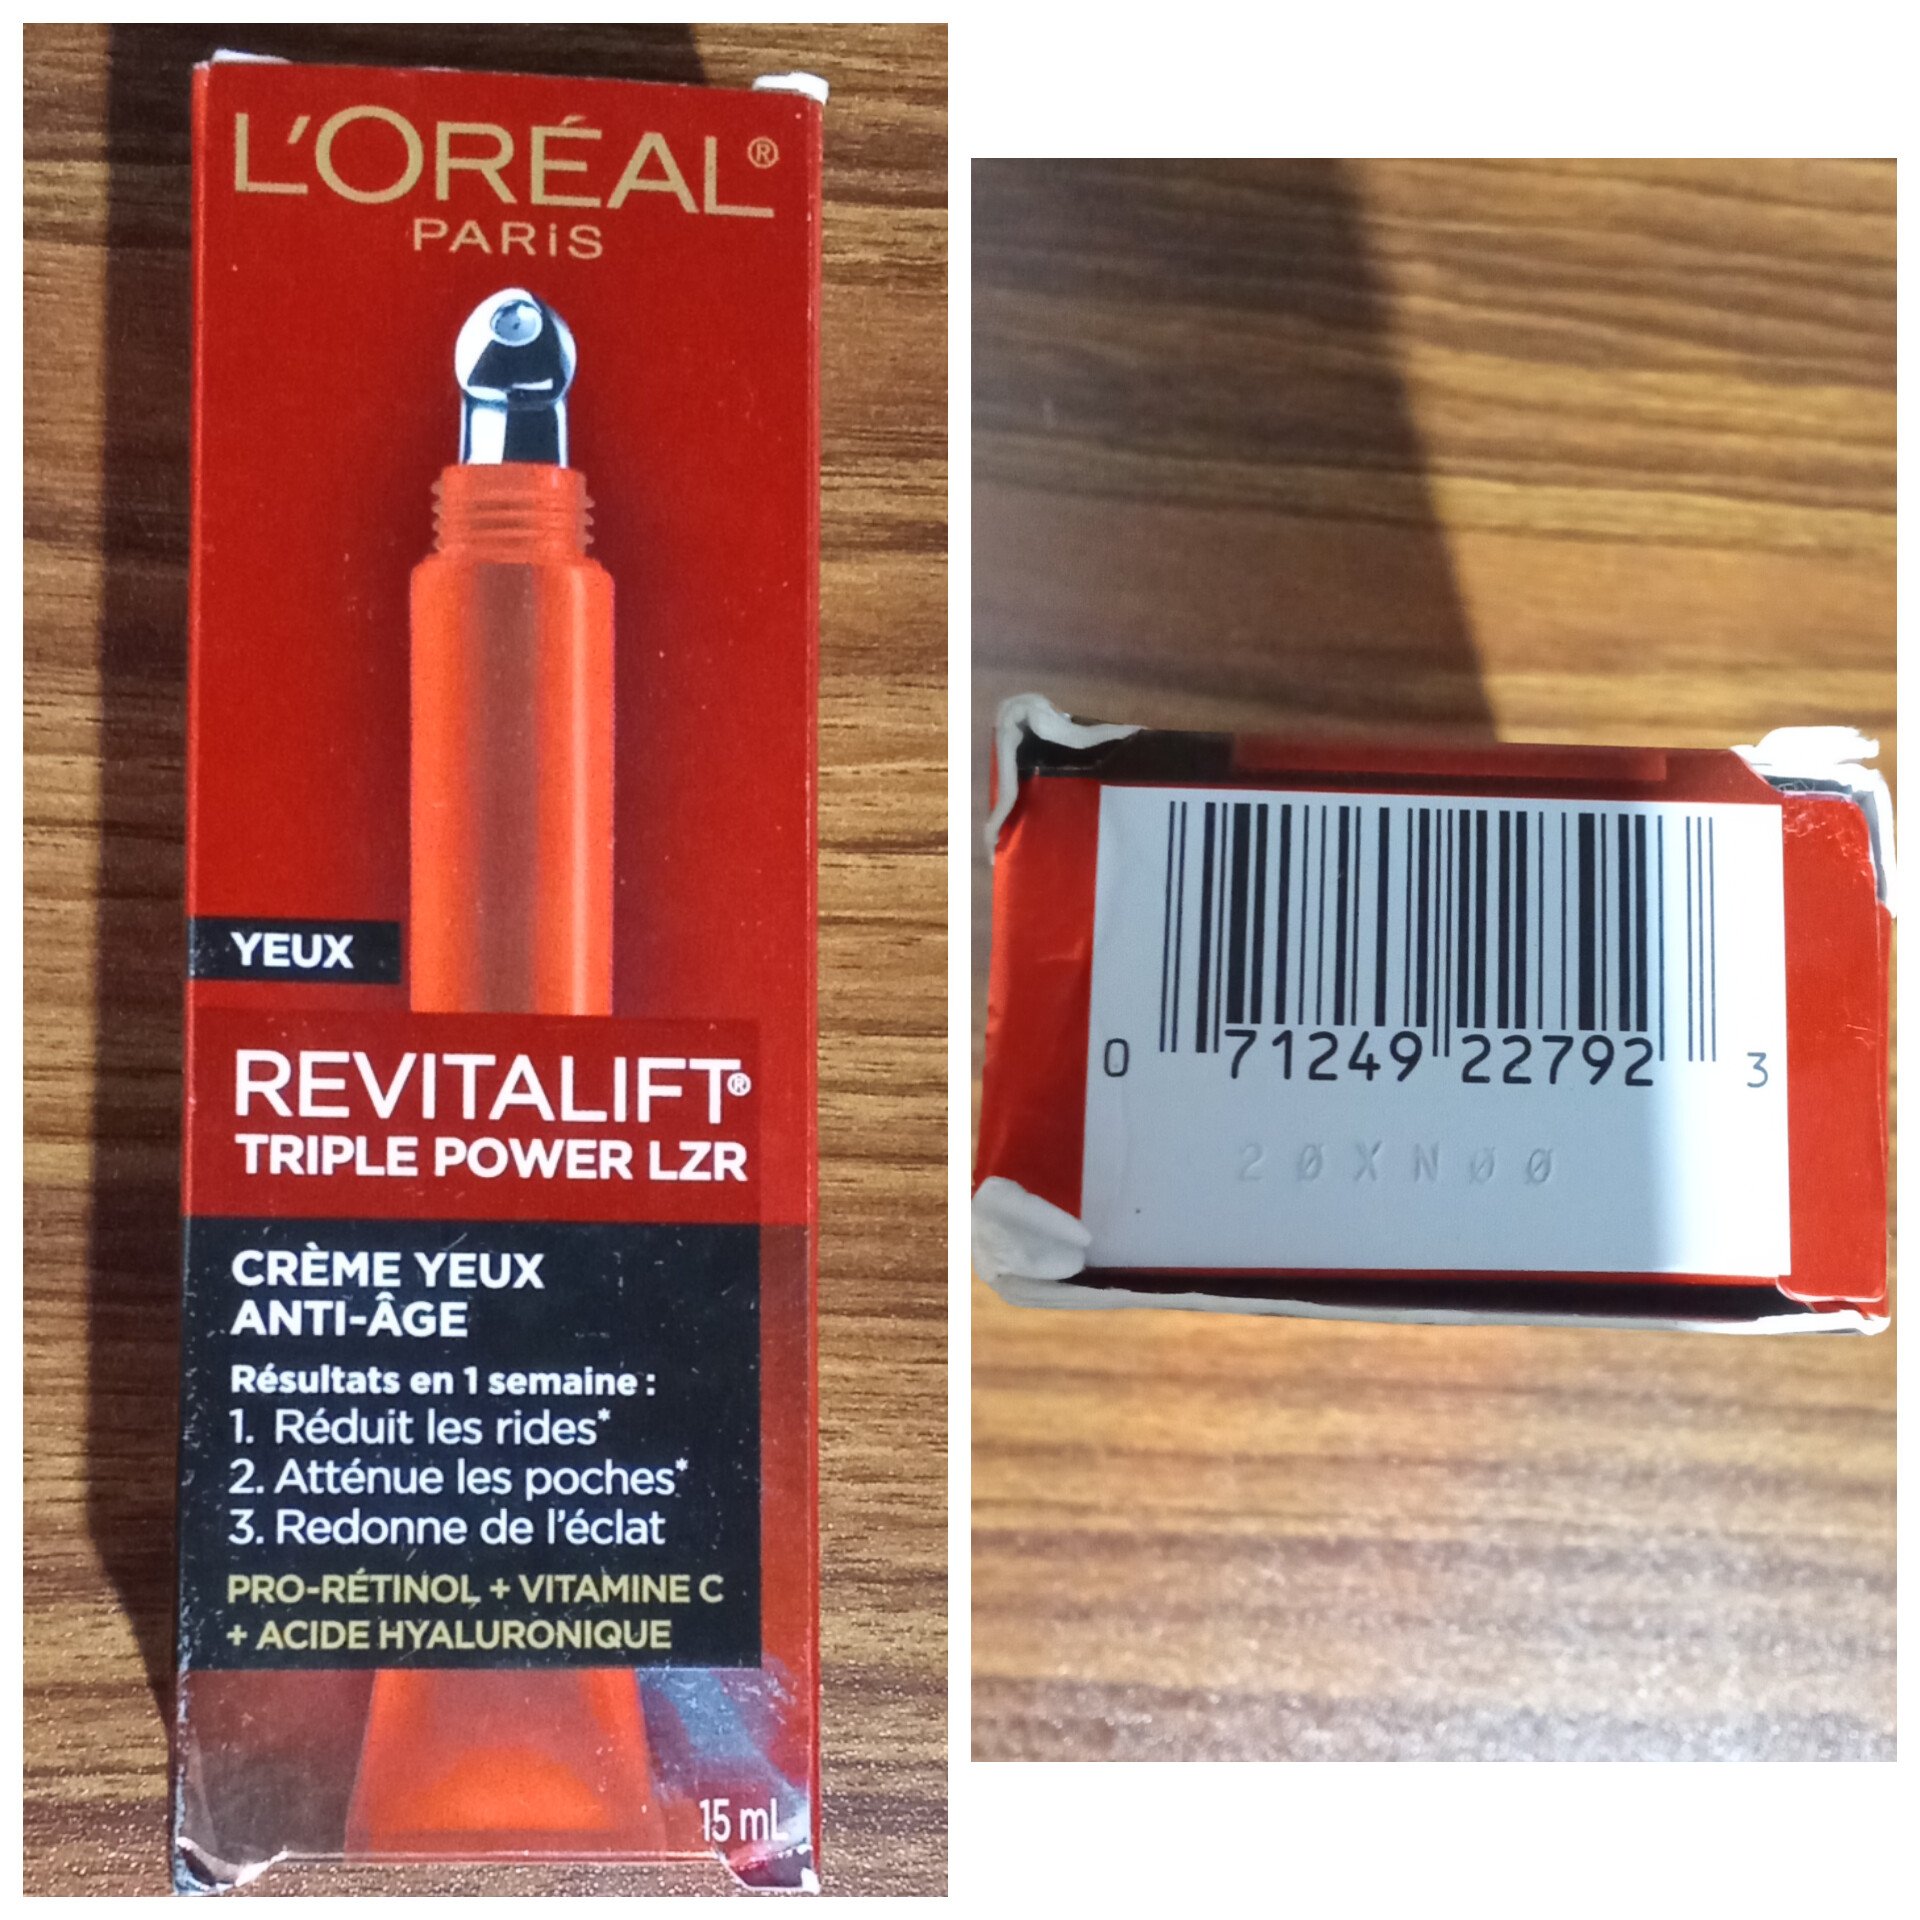 L'ORÉAL®
PARiS
YEUX
REVITALIFT®
TRIPLE POWER LZR
CRÈME YEUX
ANTI-ÂGE
Résultats en 1 semaine :
1. Réduit les rides*
2. Atténue les poches*
3. Redonne de l'éclat
PRO-RÉTINOL + VITAMINE C
+ ACIDE HYALURONIQUE
15 mL
0 71249 22792 3
20XN00